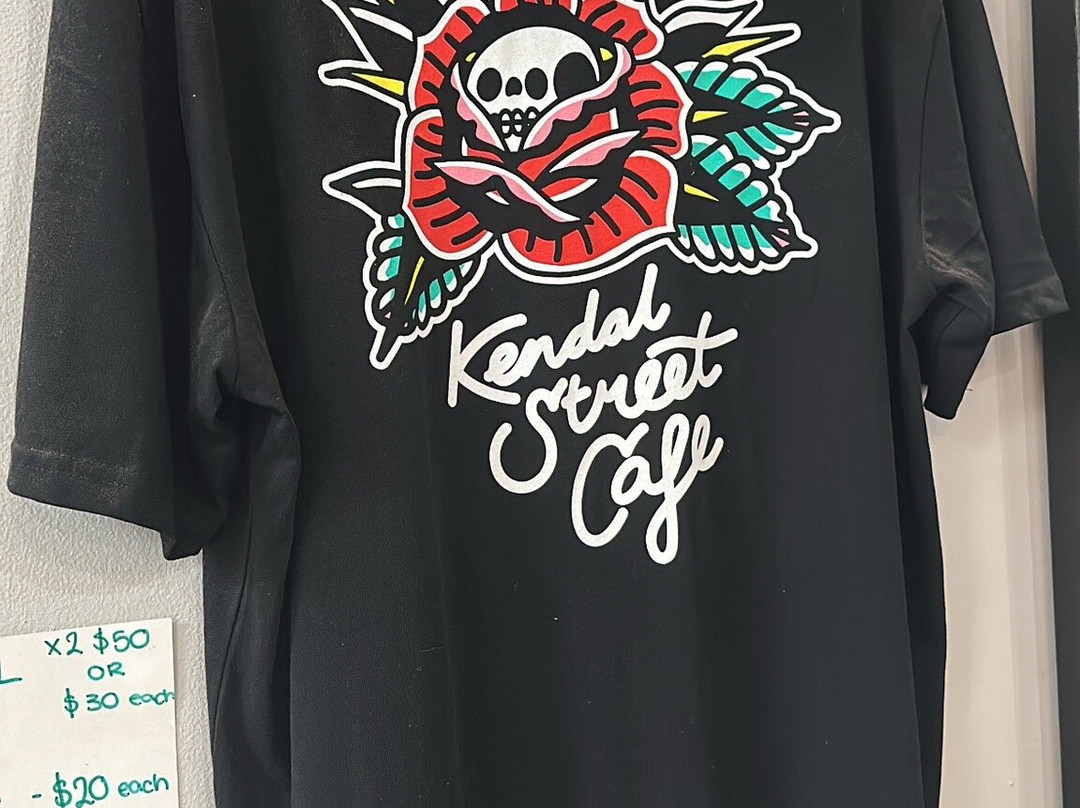 Kendal
Street
Cafe
L x2 $50
OR
$30 each
- $20 each